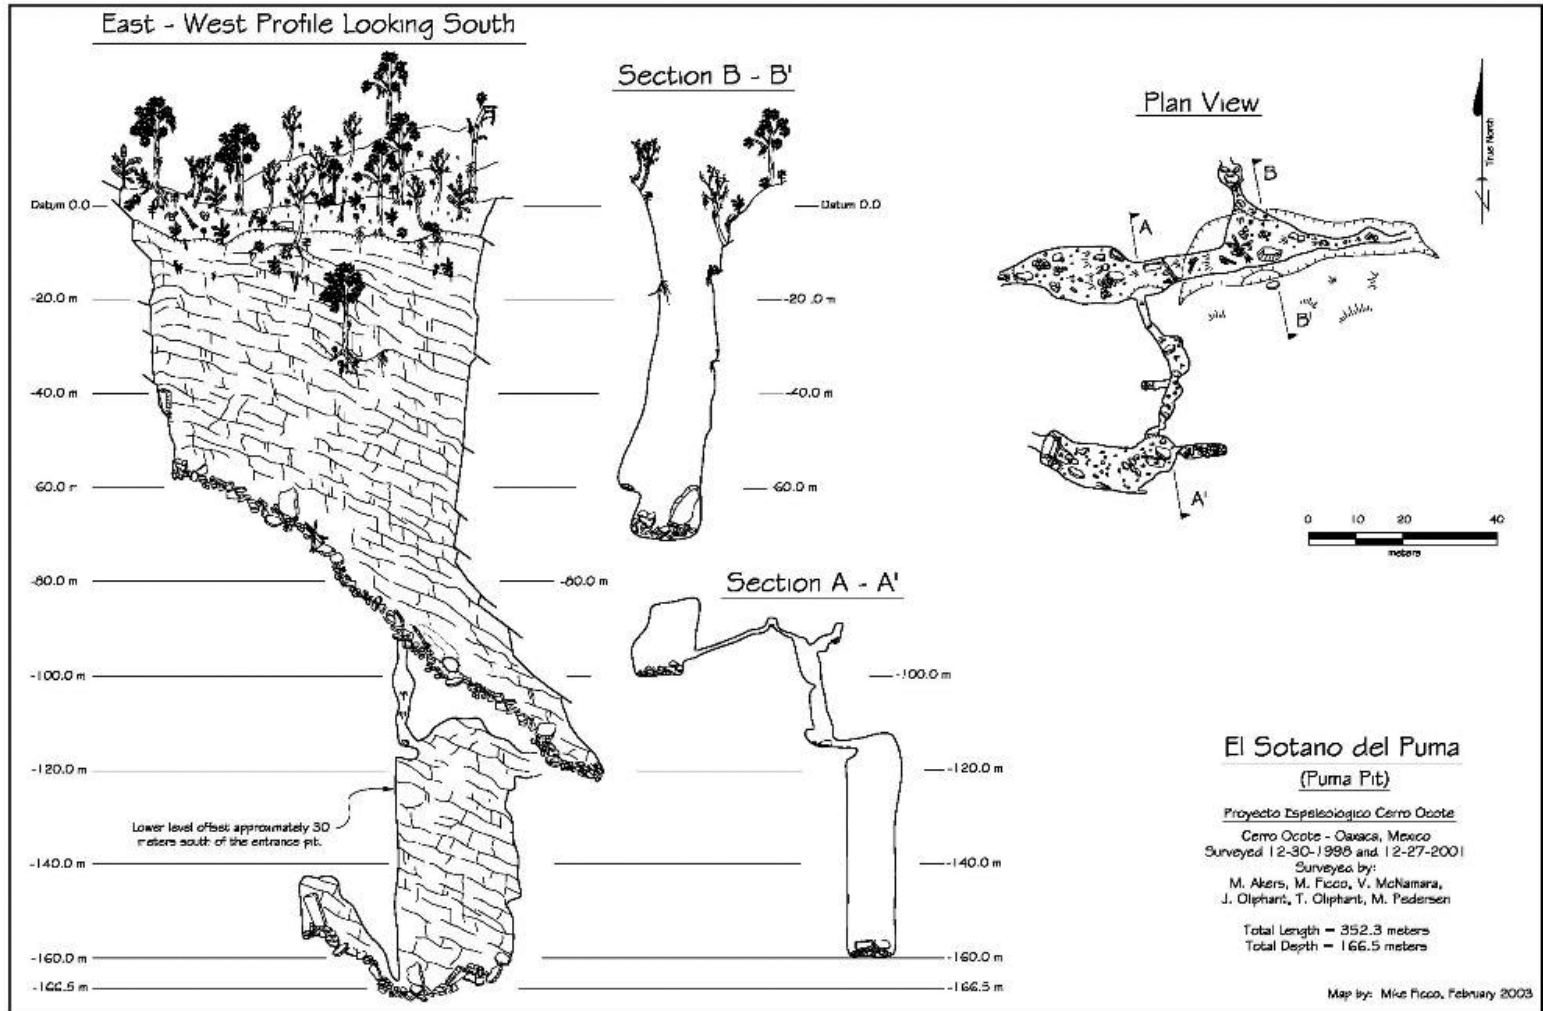 East - West Profile Looking South
Section B - B'
Plan View
True North
B
A
Datum 0.0
Datum 0.0
-20.0 m
-20.0 m
B'
-40.0 m
-40.0 m
60.0 m
-60.0 m
A'
0 10 20 40
meters
-80.0 m
-80.0 m
Section A - A'
-100.0 m
-100.0 m
El Sotano del Puma
(Puma Pit)
-120.0 m
-120.0 m
Proyecto Espeleologico Cerro Ocote
Lower level offset approximately 30
meters south of the entrance pit.
Cerro Ocote - Oaxaca, Mexico
Surveyed 12-30-1998 and 12-27-2001
Surveyed by:
M. Akers, M. Ficco, V. McNamara,
J. Oliphant, T. Oliphant, M. Pedersen
-140.0 m
-140.0 m
Total Length = 352.3 meters
Total Depth = 166.5 meters
-160.0 m
-160.0 m
-166.5 m
-166.5 m
Map by: Mike Ficco, February 2003